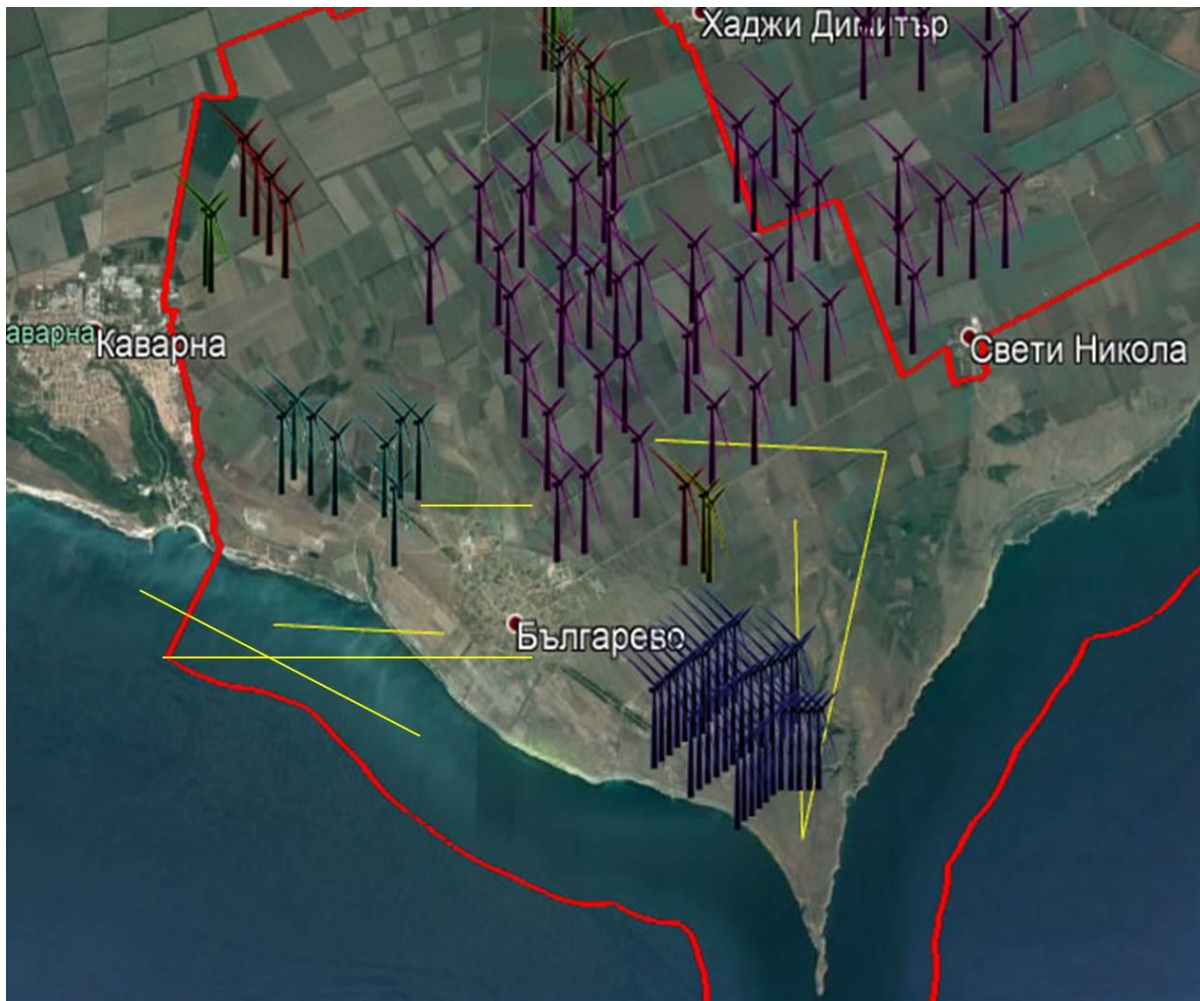 Хаджи Димитър
аварна
Каварна
Свети Никола
Българево